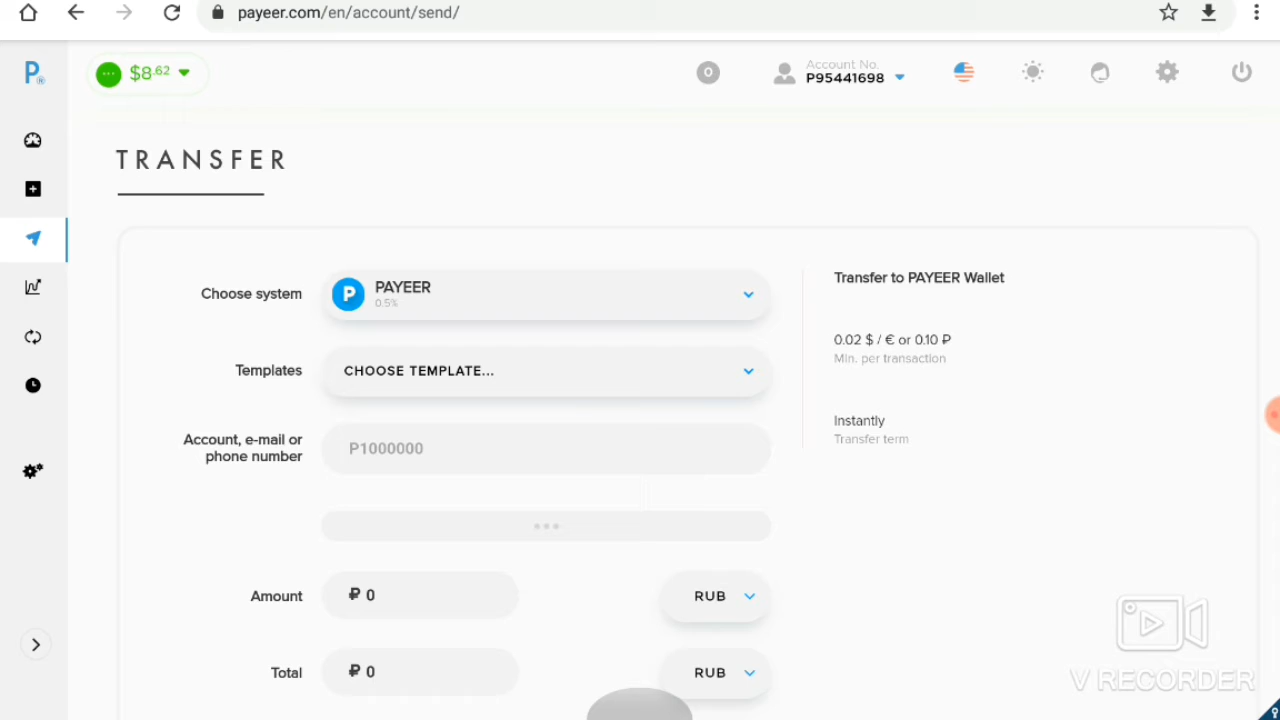 payeer.com/en/account/send/
P
$8.62
0
Account No.
P95441698
TRANSFER
Choose system
P
PAYEER
0.5%
Transfer to PAYEER Wallet
Templates
CHOOSE TEMPLATE...
0.02 $ / € or 0.10 ₽
Min. per transaction
Account, e-mail or
phone number
P1000000
Instantly
Transfer term
Amount
₽ 0
RUB
Total
₽ 0
RUB
V RECORDER